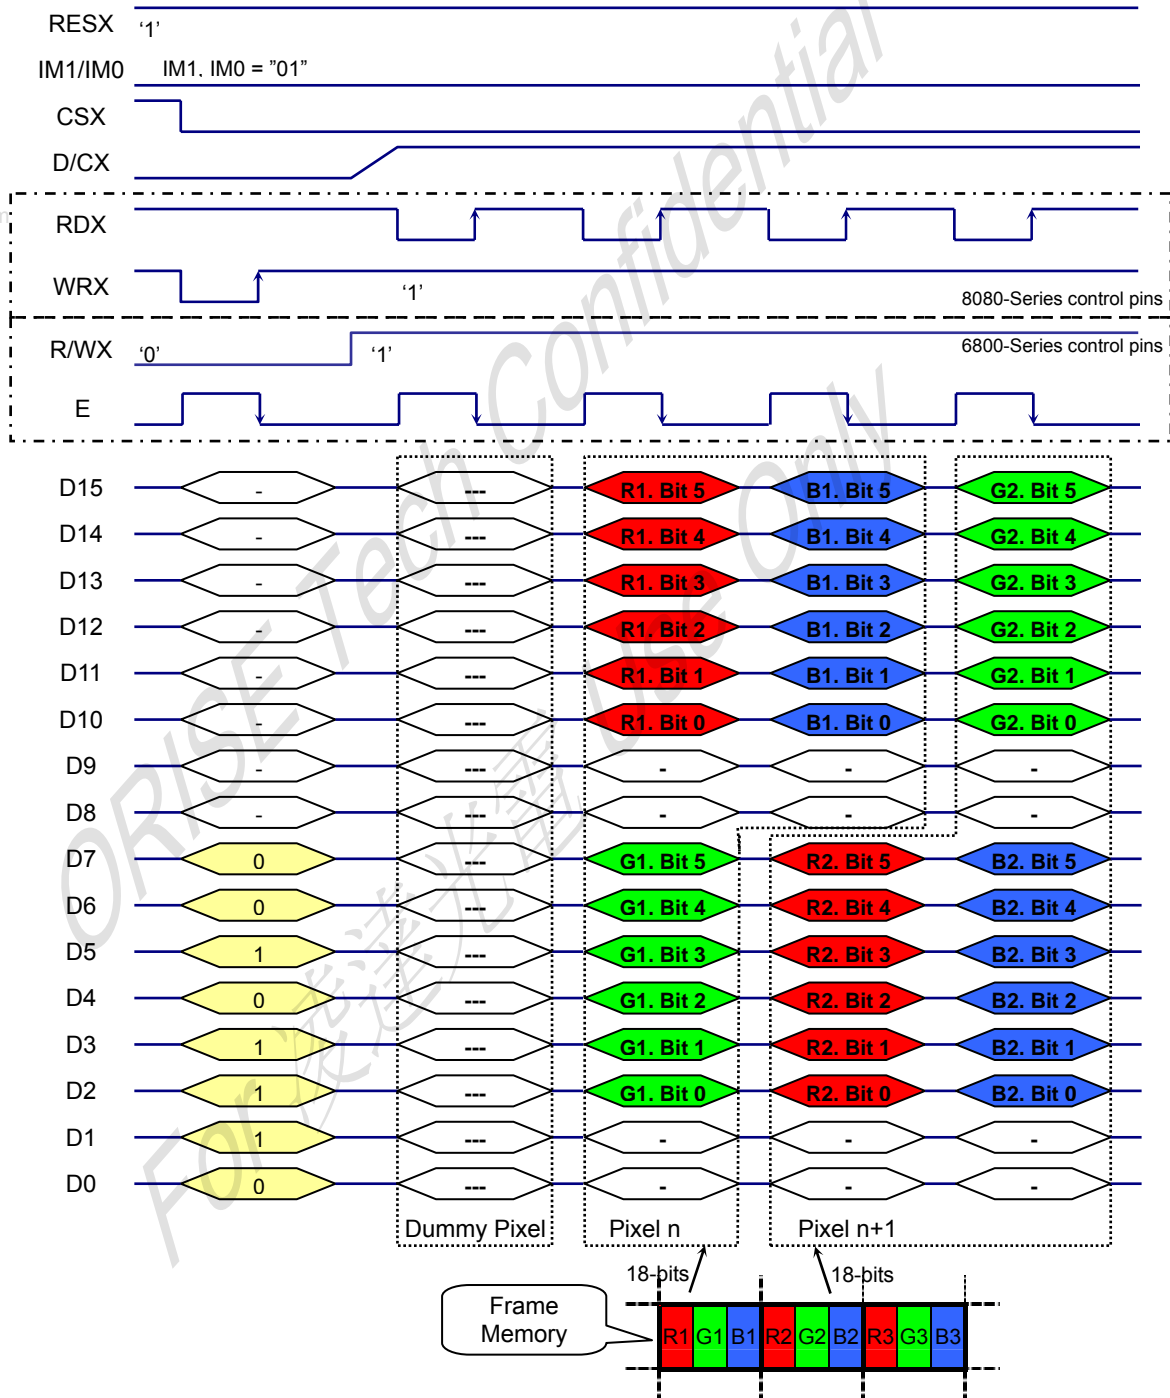 RESX '1'
IM1/IM0 IM1, IM0 = "01"
CSX
D/CX
RDX
WRX '1'
8080-Series control pins
R/WX '0' '1'
6800-Series control pins
E
D15 - --- R1. Bit 5 B1. Bit 5 G2. Bit 5
D14 - --- R1. Bit 4 B1. Bit 4 G2. Bit 4
D13 - --- R1. Bit 3 B1. Bit 3 G2. Bit 3
D12 - --- R1. Bit 2 B1. Bit 2 G2. Bit 2
D11 - --- R1. Bit 1 B1. Bit 1 G2. Bit 1
D10 - --- R1. Bit 0 B1. Bit 0 G2. Bit 0
D9 - --- - - -
D8 - --- - - -
D7 0 --- G1. Bit 5 R2. Bit 5 B2. Bit 5
D6 0 --- G1. Bit 4 R2. Bit 4 B2. Bit 4
D5 1 --- G1. Bit 3 R2. Bit 3 B2. Bit 3
D4 0 --- G1. Bit 2 R2. Bit 2 B2. Bit 2
D3 1 --- G1. Bit 1 R2. Bit 1 B2. Bit 1
D2 1 --- G1. Bit 0 R2. Bit 0 B2. Bit 0
D1 1 --- - - -
D0 0 --- - - -
Dummy Pixel Pixel n Pixel n+1
18-bits 18-bits
Frame
Memory
R1 G1 B1 R2 G2 B2 R3 G3 B3
ORISE Tech Confidential
For 凌達光電 Use Only